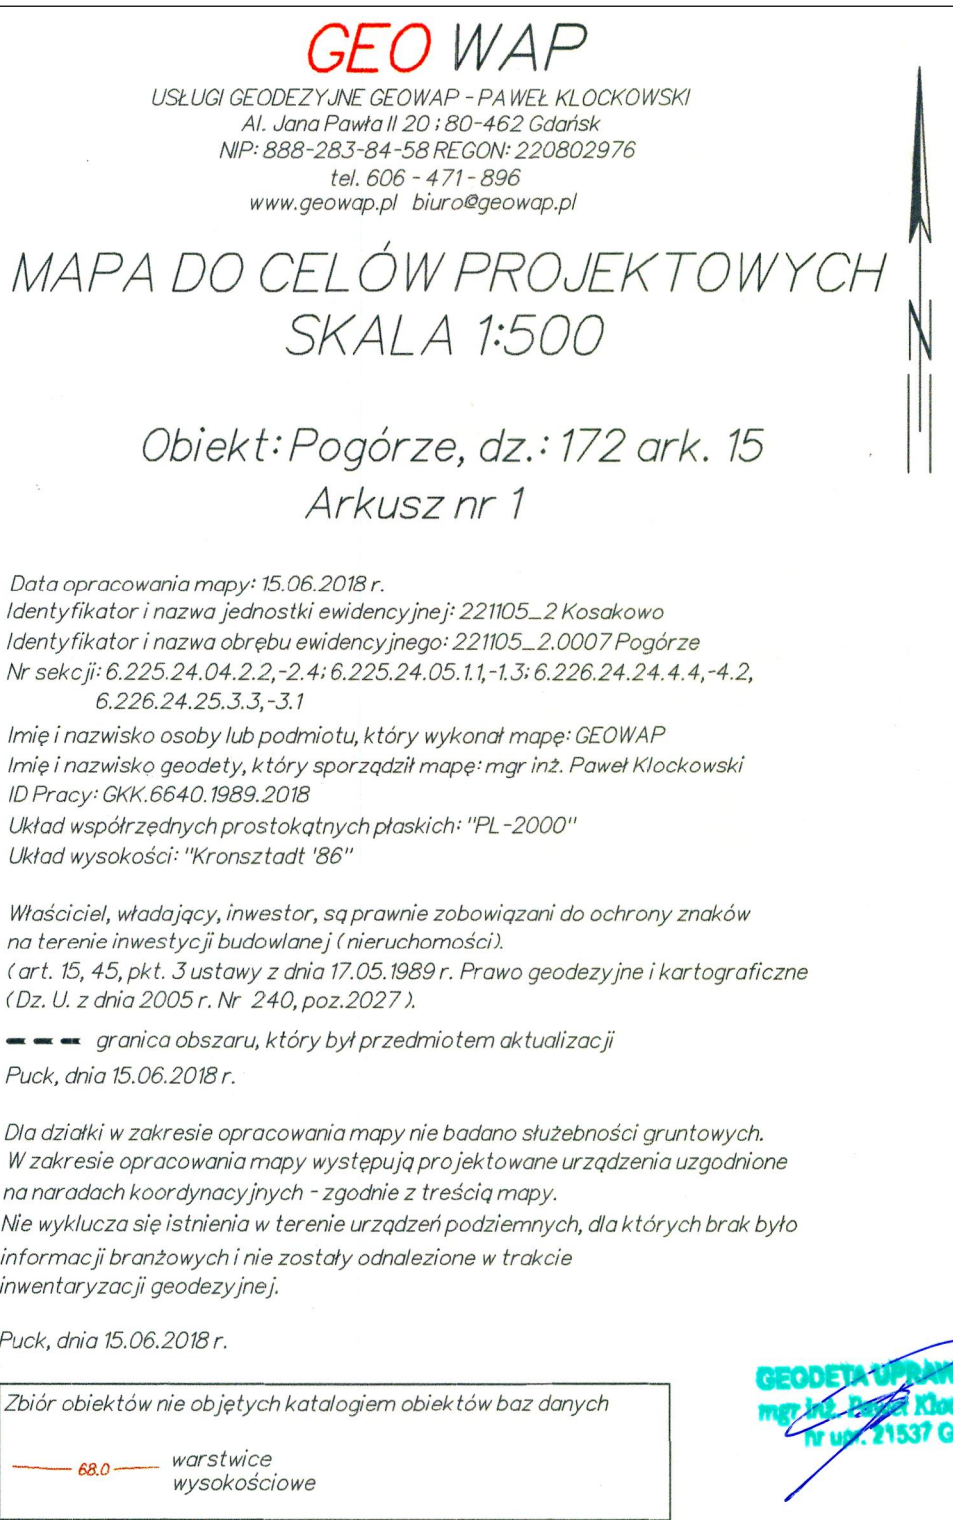 GEO WAP
USŁUGI GEODEZYJNE GEOWAP - PAWEŁ KLOCKOWSKI
Al. Jana Pawła II 20 ; 80-462 Gdańsk
NIP: 888-283-84-58 REGON: 220802976
tel. 606 - 471 - 896
www.geowap.pl biuro@geowap.pl
MAPA DO CELÓW PROJEKTOWYCH
SKALA 1:500
N
Obiekt: Pogórze, dz.: 172 ark. 15
Arkusz nr 1
Data opracowania mapy: 15.06.2018 r.
Identyfikator i nazwa jednostki ewidencyjnej: 221105_2 Kosakowo
Identyfikator i nazwa obrębu ewidencyjnego: 221105_2.0007 Pogórze
Nr sekcji: 6.225.24.04.2.2,-2.4; 6.225.24.05.1.1,-1.3; 6.226.24.24.4.4,-4.2,
6.226.24.25.3.3,-3.1
Imię i nazwisko osoby lub podmiotu, który wykonał mapę: GEOWAP
Imię i nazwisko geodety, który sporządził mapę: mgr inż. Paweł Klockowski
ID Pracy: GKK.6640.1989.2018
Układ współrzędnych prostokątnych płaskich: "PL-2000"
Układ wysokości: "Kronsztadt '86"
Właściciel, władający, inwestor, są prawnie zobowiązani do ochrony znaków
na terenie inwestycji budowlanej (nieruchomości).
(art. 15, 45, pkt. 3 ustawy z dnia 17.05.1989 r. Prawo geodezyjne i kartograficzne
(Dz. U. z dnia 2005 r. Nr 240, poz.2027).
granica obszaru, który był przedmiotem aktualizacji
Puck, dnia 15.06.2018 r.
Dla działki w zakresie opracowania mapy nie badano służebności gruntowych.
W zakresie opracowania mapy występują projektowane urządzenia uzgodnione
na naradach koordynacyjnych - zgodnie z treścią mapy.
Nie wyklucza się istnienia w terenie urządzeń podziemnych, dla których brak było
informacji branżowych i nie zostały odnalezione w trakcie
inwentaryzacji geodezyjnej.
Puck, dnia 15.06.2018 r.
Zbiór obiektów nie objętych katalogiem obiektów baz danych
68.0 warstwice
wysokościowe
GEODETA UPRAW
mgr inż. Paweł Klo
nr upr. 21537 G